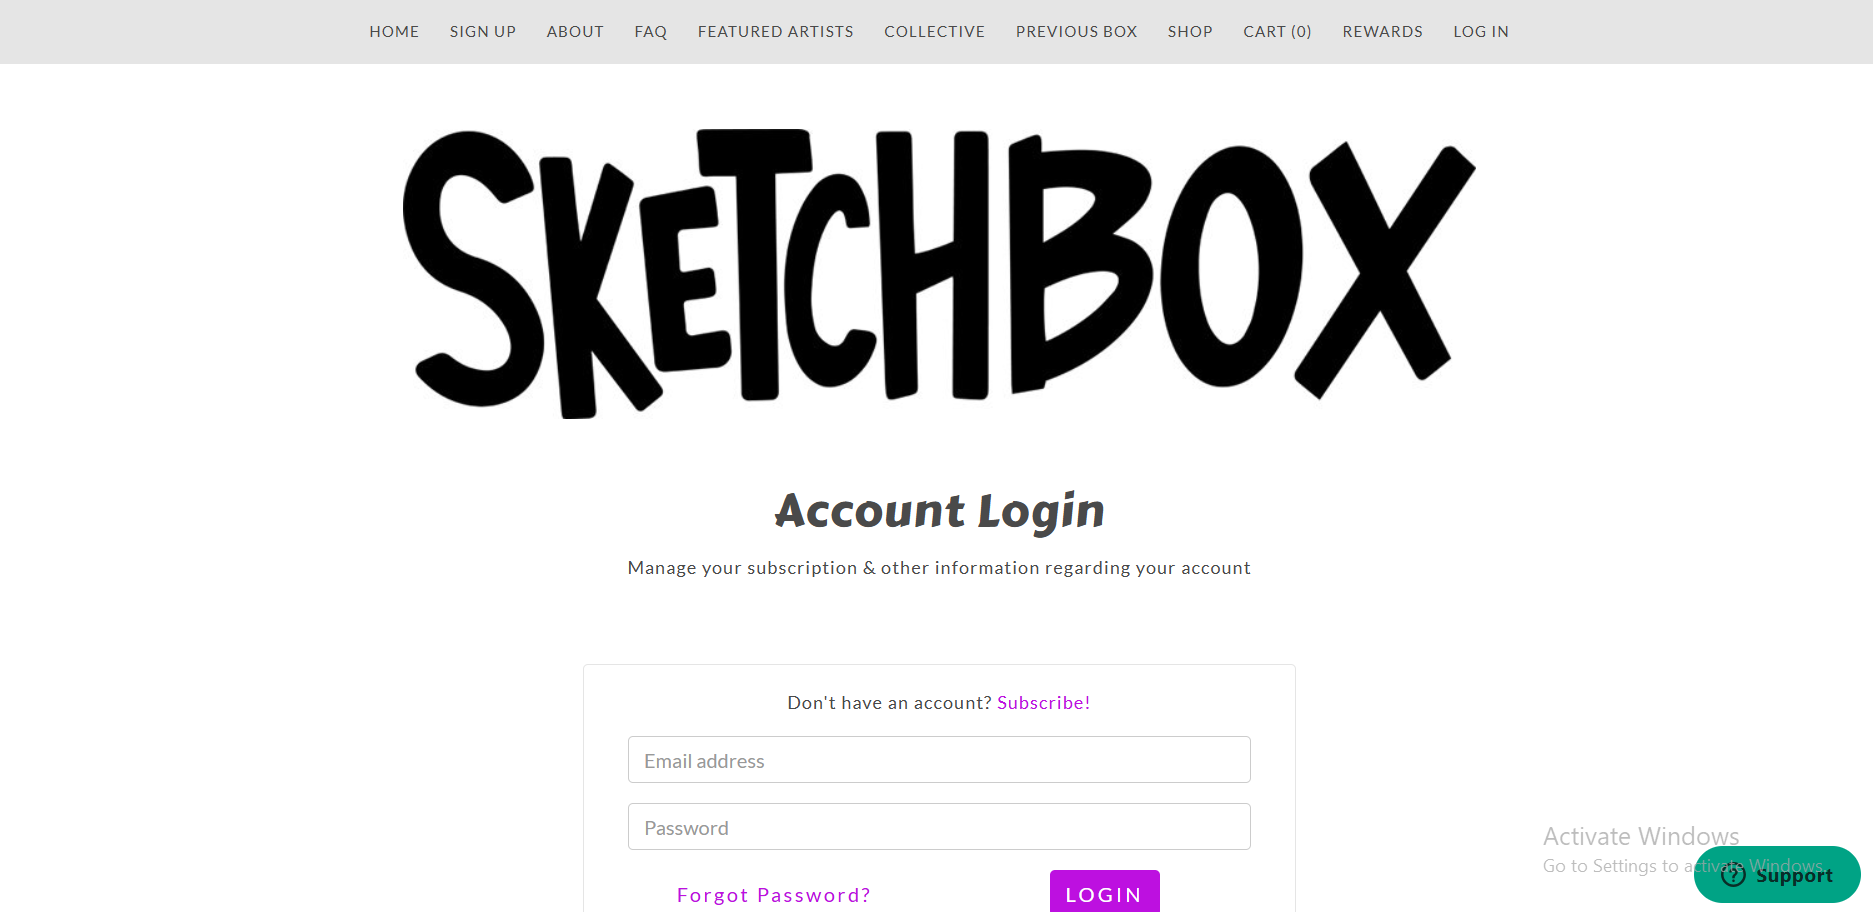 HOME SIGN UP ABOUT FAQ FEATURED ARTISTS COLLECTIVE PREVIOUS BOX SHOP CART (0) REWARDS LOG IN
SKETCHBOX
Account Login
Manage your subscription & other information regarding your account
Don't have an account? Subscribe!
Email address
Password
Forgot Password? LOGIN
Activate Windows
Go to Settings to activate Windows.
Support